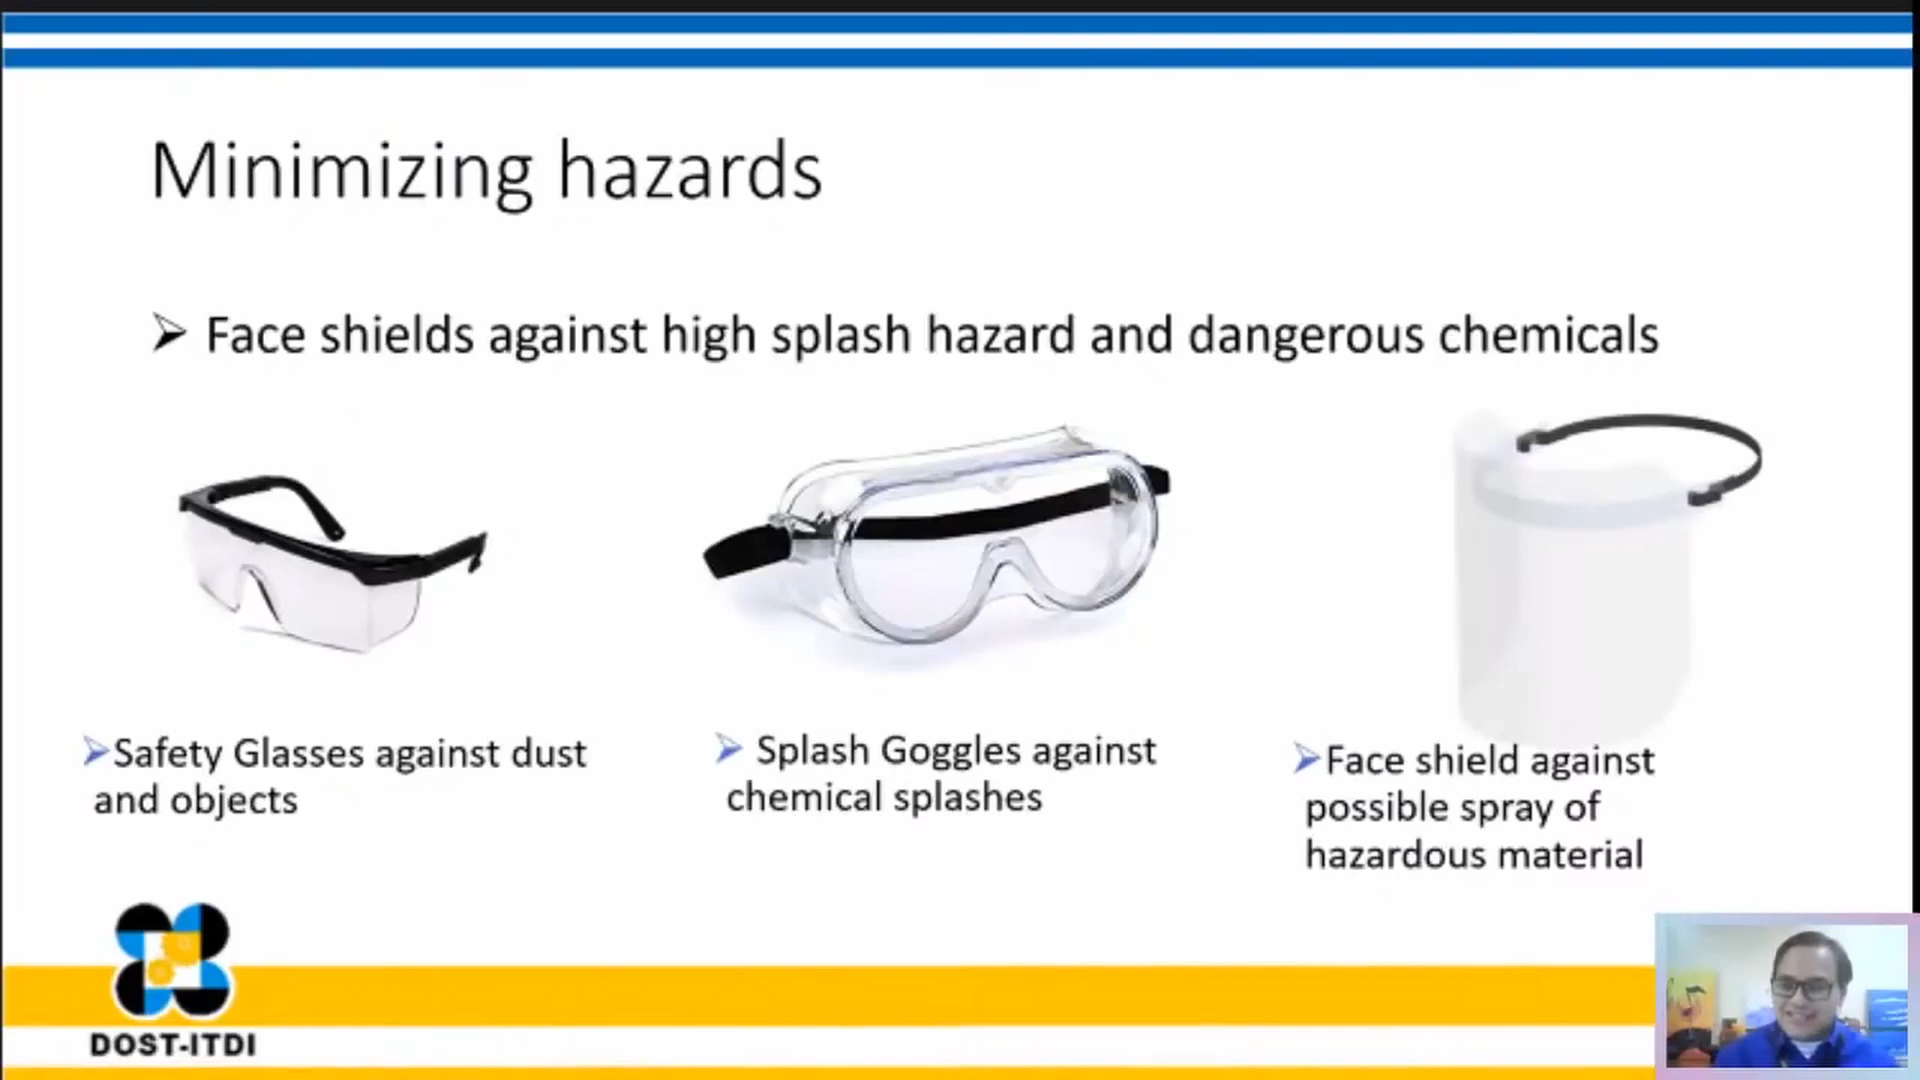 Minimizing hazards
Face shields against high splash hazard and dangerous chemicals
Safety Glasses against dust
and objects
Splash Goggles against
chemical splashes
Face shield against
possible spray of
hazardous material
DOST-ITDI